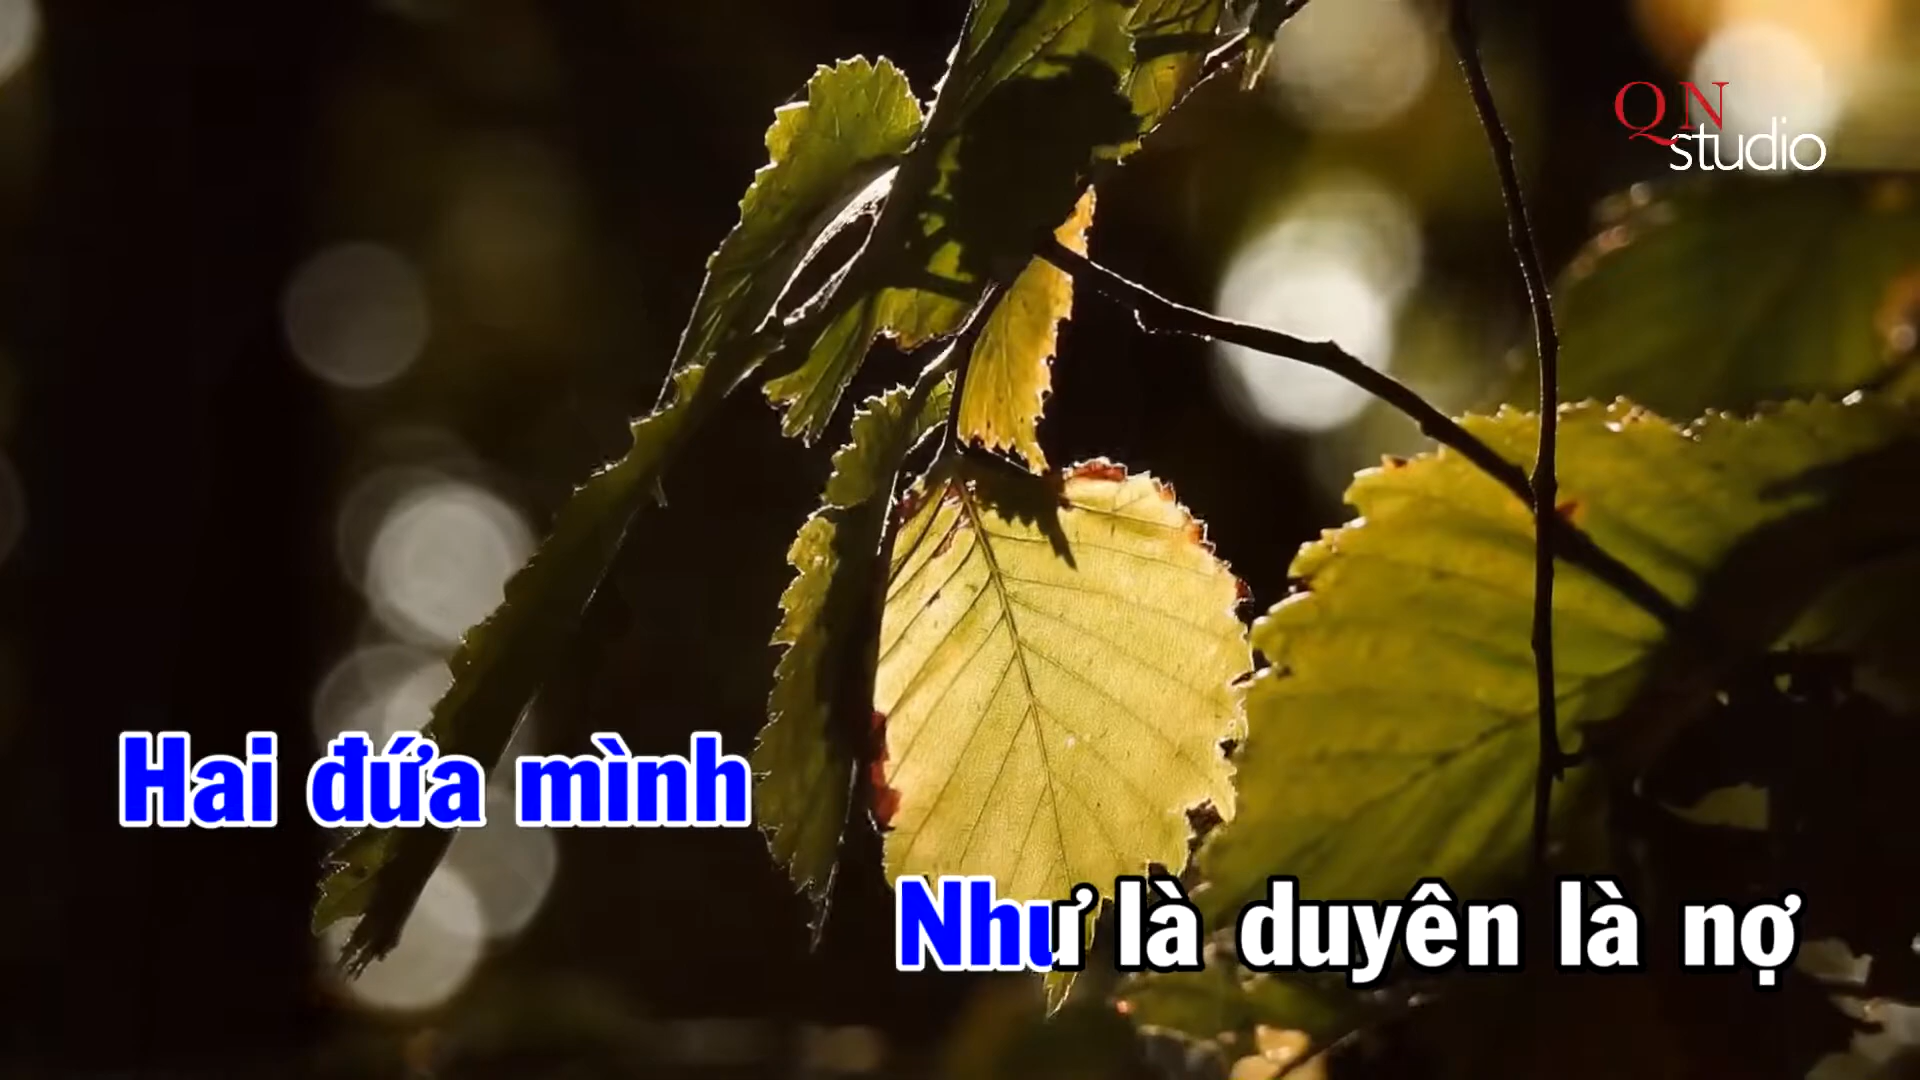 QN
studio
Hai đứa mình
Như là duyên là nợ